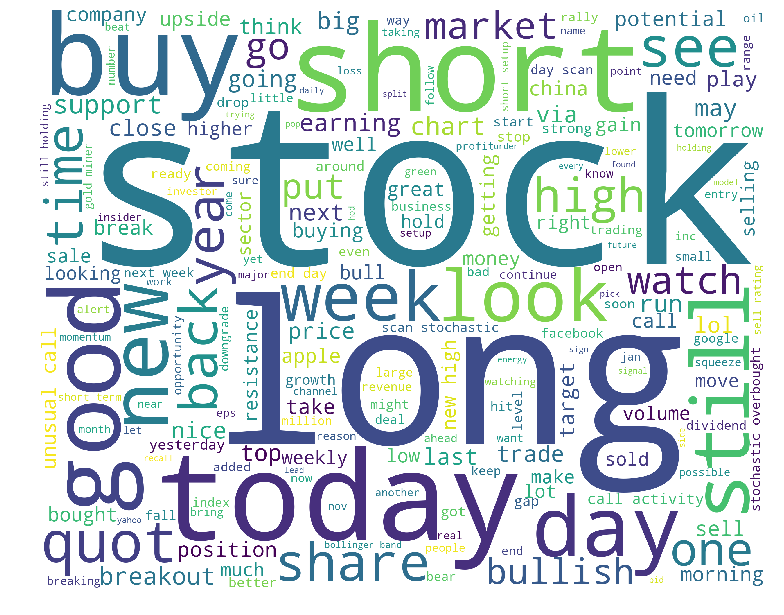 company
beat
upside
think
big
way
taking
market
name
rally
potential
oil
buy
number
go
going
short
see
range
support
drop
little
loss
daily
split
follow
short setup
day scan
china
point
need
play
close
higher
trying
earning
chart
start
stop
via
strong
gain
may
tomorrow
time
still holding
gold miner
stock
pop
well
profit
order
know
lower
holding
ready
coming
investor
sure
year
sector
put
around
green
great
business
getting
high
every
found
model
entry
selling
insider
break
come
next
hold
red
current
setup
right
trading
future
inc
small
sale
yet
buying
even
money
looking
next week
work
major
end day
bull
bad
continue
open
pick
soon
watch
run
call
lol
google
sell rating
good
alert
new
back
momentum
opportunity
downgrade
resistance
week
look
scan stochastic
facebook
price
apple
energy
sign
signal
jan
squeeze
move
unusual call
short term
near
month
let
nice
eps
growth
channel
large
revenue
million
might
deal
take
long
new high
watching
hit
level
target
volume
dividend
still
stochastic overbought
yesterday
reason
ahead
want
top
weekly
low
last
trade
sold
recall
added
lead
now
keep
make
possible
bought
yahoo
fall
index
bring
today
nov
another
got
lot
gap
call activity
sell
day
quot
position
real
people
share
one
breakout
breaking
much
better
bollinger band
bear
end
bullish
bid
morning